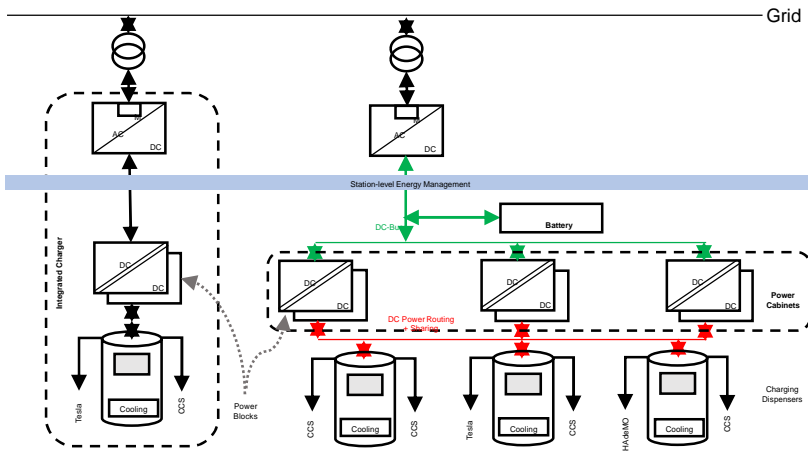 Grid
M
AC
DC
M
AC
DC
Station-level Energy Management
Integrated Charger
DC-Bu
Battery
DC
DC
DC
DC
DC
DC
DC
DC
Power
Cabinets
DC Power Routing
+ Sharing
Tesla
Cooling
CCS
Power
Blocks
CCS
Cooling
CCS
Tesla
Cooling
CCS
HAdeMO
Cooling
CCS
Charging
Dispensers